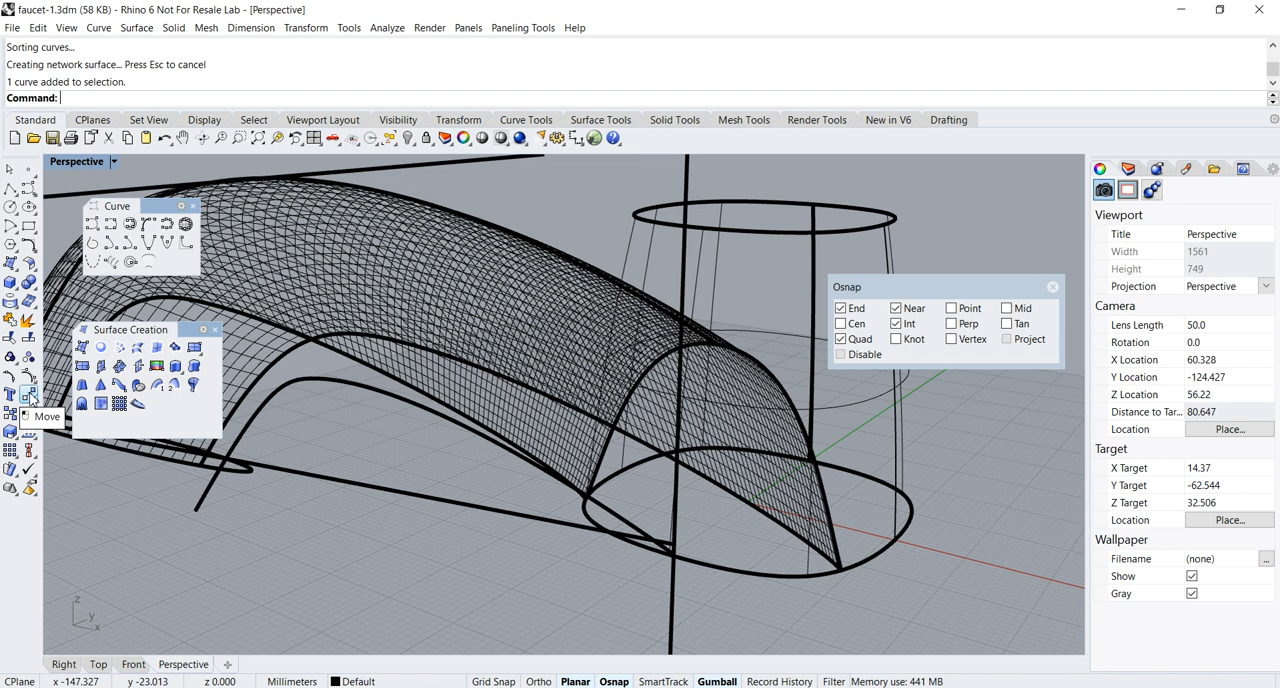 faucet-1.3dm (58 KB) - Rhino 6 Not For Resale Lab - [Perspective]
File Edit View Curve Surface Solid Mesh Dimension Transform Tools Analyze Render Panels Paneling Tools Help
Sorting curves...
Creating network surface... Press Esc to cancel
1 curve added to selection.
Command:
Standard CPlanes Set View Display Select Viewport Layout Visibility Transform Curve Tools Surface Tools Solid Tools Mesh Tools Render Tools New in V6 Drafting
Perspective
Curve
Surface Creation
Move
Osnap
End Near Point Mid
Cen Int Perp Tan
Quad Knot Vertex Project
Disable
z
y
x
Viewport
Title Perspective
Width 1561
Height 749
Projection Perspective
Camera
Lens Length 50.0
Rotation 0.0
X Location 60.328
Y Location -124.427
Z Location 56.22
Distance to Tar... 80.647
Location Place...
Target
X Target 14.37
Y Target -62.544
Z Target 32.506
Location Place...
Wallpaper
Filename (none) ...
Show
Gray
Right Top Front Perspective
CPlane x -147.327 y -23.013 z 0.000 Millimeters Default Grid Snap Ortho Planar Osnap SmartTrack Gumball Record History Filter Memory use: 441 MB